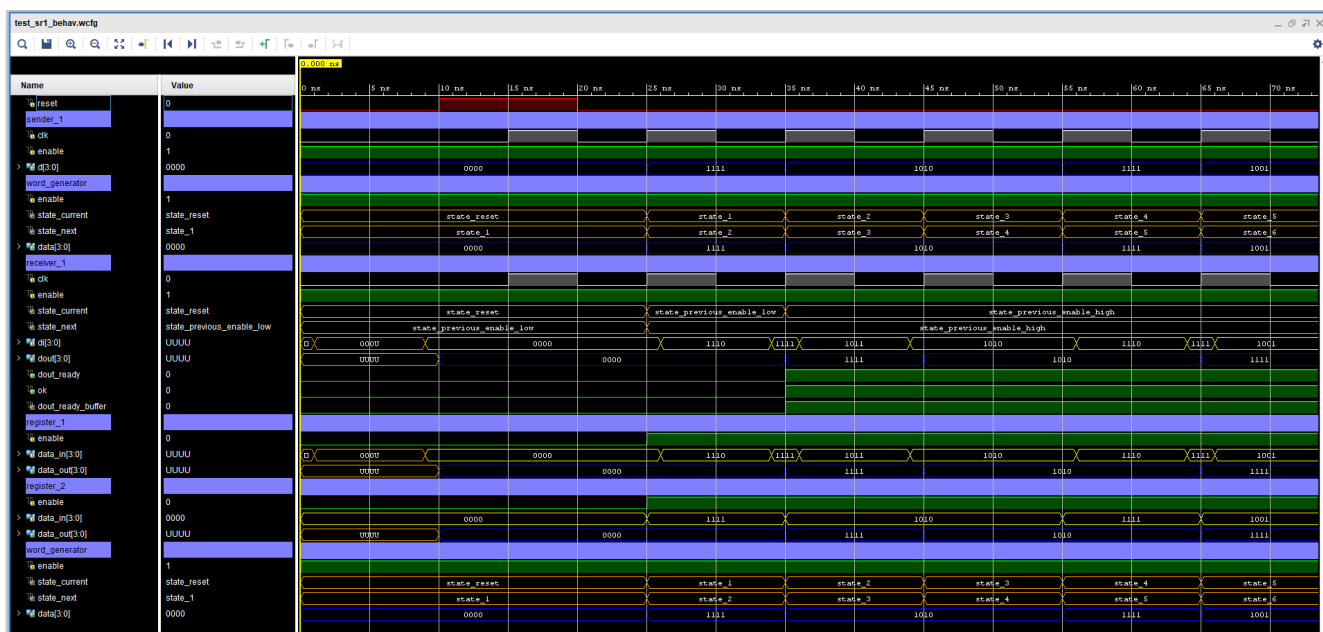 test_sr1_behav.wcfg
0.000 ns
Name Value 0 ns 5 ns 10 ns 15 ns 20 ns 25 ns 30 ns 35 ns 40 ns 45 ns 50 ns 55 ns 60 ns 65 ns 70 ns
reset 0
sender_1
clk 0
enable 1
d[3:0] 0000 0000 1111 1010 1111 1001
word_generator
enable 1
state_current state_reset state_reset state_1 state_2 state_3 state_4 state_5
state_next state_1 state_1 state_2 state_3 state_4 state_5 state_6
data[3:0] 0000 0000 1111 1010 1111 1001
receiver_1
clk 0
enable 1
state_current state_reset state_reset state_previous_enable_low state_previous_enable_high
state_next state_previous_enable_low state_previous_enable_low state_previous_enable_high
di[3:0] UUUU 000U 0000 1110 1111 1011 1010 1110 1111 1001
dout[3:0] UUUU UUUU 0000 1111 1010 1111
dout_ready 0
ok 0
dout_ready_buffer 0
register_1
enable 0
data_in[3:0] UUUU 000U 0000 1110 1111 1011 1010 1110 1111 1001
data_out[3:0] UUUU UUUU 0000 1111 1010 1111
register_2
enable 0
data_in[3:0] 0000 0000 1111 1010 1111 1001
data_out[3:0] UUUU UUUU 0000 1111 1010 1111
word_generator
enable 1
state_current state_reset state_reset state_1 state_2 state_3 state_4 state_5
state_next state_1 state_1 state_2 state_3 state_4 state_5 state_6
data[3:0] 0000 0000 1111 1010 1111 1001